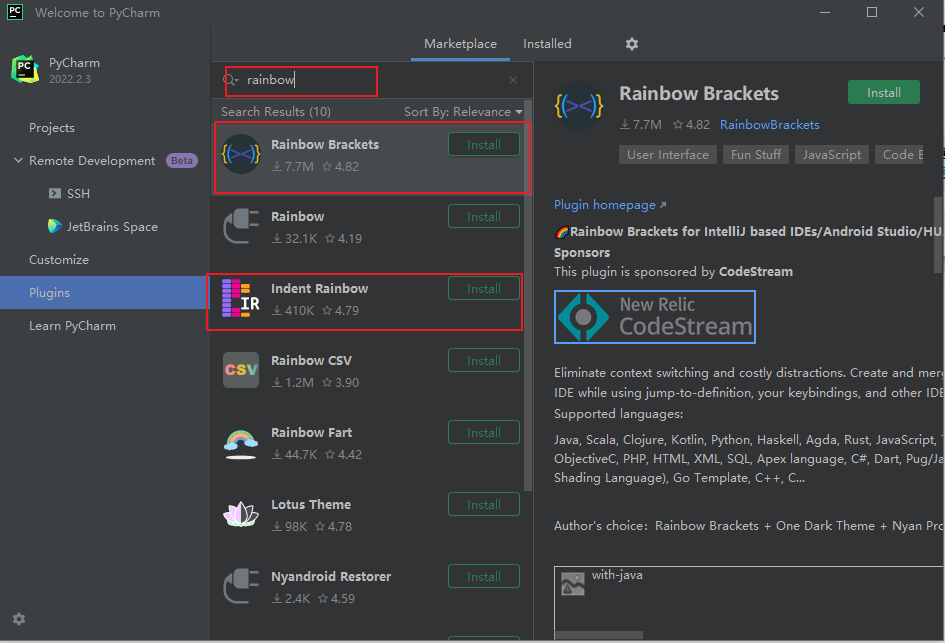 PC Welcome to PyCharm
PC PyCharm
2022.2.3
Projects
Remote Development Beta
SSH
JetBrains Space
Customize
Plugins
Learn PyCharm
Marketplace Installed
rainbow
Search Results (10) Sort By: Relevance
Rainbow Brackets Install
7.7M 4.82
Rainbow Install
32.1K 4.19
IR Indent Rainbow Install
410K 4.79
CSV Rainbow CSV Install
1.2M 3.90
Rainbow Fart Install
44.7K 4.42
Lotus Theme Install
98K 4.78
Nyandroid Restorer Install
2.4K 4.59
Rainbow Brackets Install
7.7M 4.82 RainbowBrackets
User Interface Fun Stuff JavaScript Code E
Plugin homepage
Rainbow Brackets for IntelliJ based IDEs/Android Studio/HU
Sponsors
This plugin is sponsored by CodeStream
New Relic
CodeStream
Eliminate context switching and costly distractions. Create and mer
IDE while using jump-to-definition, your keybindings, and other IDE
Supported languages:
Java, Scala, Clojure, Kotlin, Python, Haskell, Agda, Rust, JavaScript,
ObjectiveC, PHP, HTML, XML, SQL, Apex language, C#, Dart, Pug/Ja
Shading Language), Go Template, C++, C...
Author's choice: Rainbow Brackets + One Dark Theme + Nyan Pro
with-java